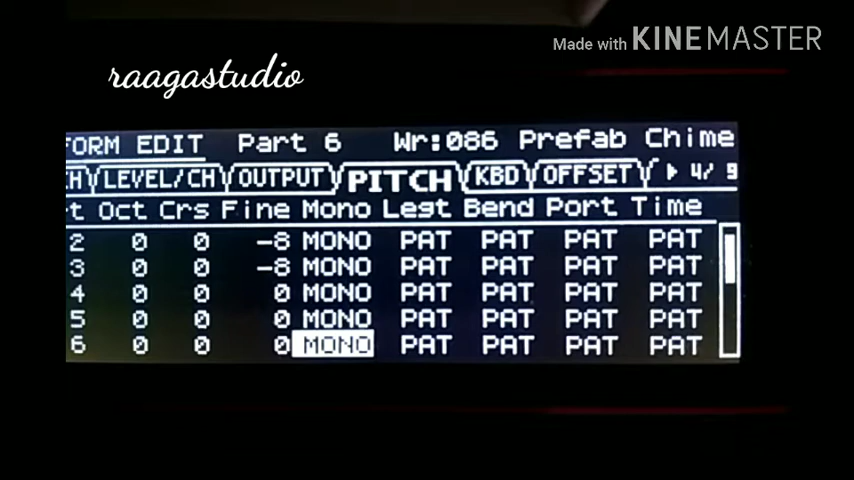 Made with KINEMASTER
raagastudio
FORM EDIT Part 6 Wr:086 Prefab Chime
H LEVEL/CH OUTPUT PITCH KBD OFFSET 4/ 9
t Oct Crs Fine Mono Legt Bend Port Time
2 0 0 -8 MONO PAT PAT PAT PAT
3 0 0 -8 MONO PAT PAT PAT PAT
4 0 0 0 MONO PAT PAT PAT PAT
5 0 0 0 MONO PAT PAT PAT PAT
6 0 0 0 MONO PAT PAT PAT PAT